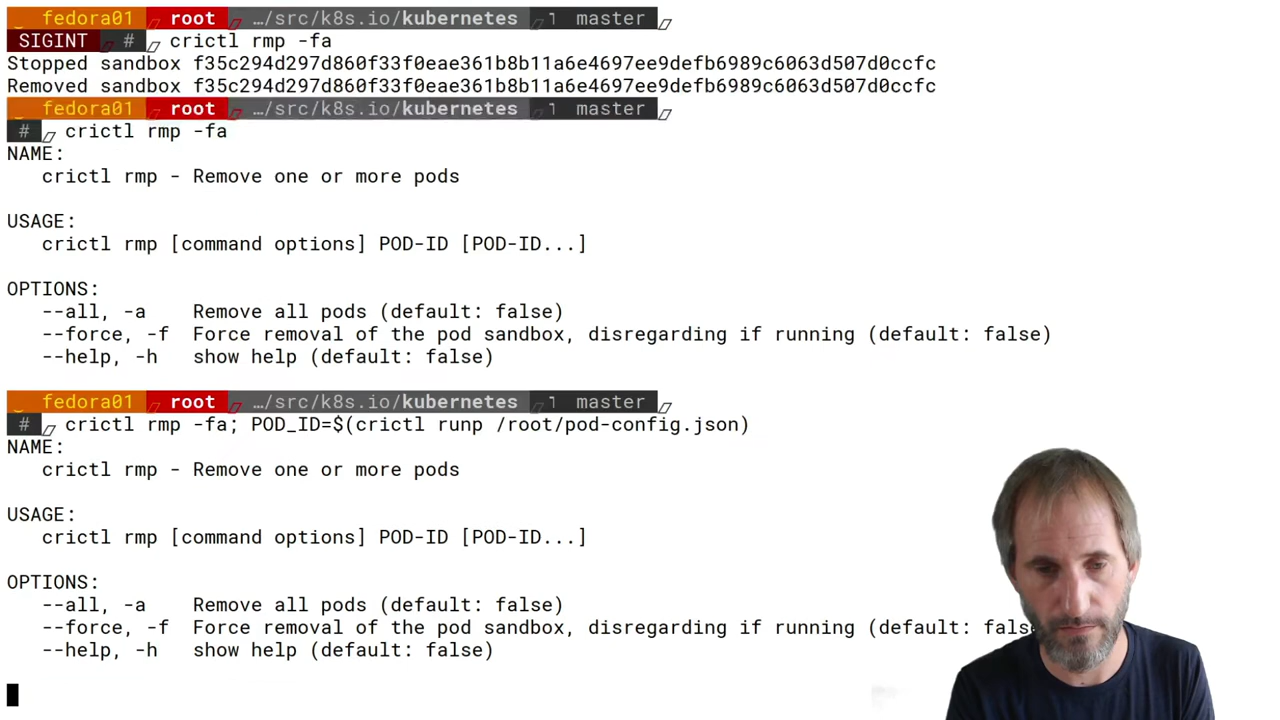 fedora01 root …/src/k8s.io/kubernetes master
SIGINT # crictl rmp -fa
Stopped sandbox f35c294d297d860f33f0eae361b8b11a6e4697ee9defb6989c6063d507d0ccfc
Removed sandbox f35c294d297d860f33f0eae361b8b11a6e4697ee9defb6989c6063d507d0ccfc
fedora01 root …/src/k8s.io/kubernetes master
# crictl rmp -fa
NAME:
crictl rmp - Remove one or more pods
USAGE:
crictl rmp [command options] POD-ID [POD-ID...]
OPTIONS:
--all, -a Remove all pods (default: false)
--force, -f Force removal of the pod sandbox, disregarding if running (default: false)
--help, -h show help (default: false)
fedora01 root …/src/k8s.io/kubernetes master
# crictl rmp -fa; POD_ID=$(crictl runp /root/pod-config.json)
NAME:
crictl rmp - Remove one or more pods
USAGE:
crictl rmp [command options] POD-ID [POD-ID...]
OPTIONS:
--all, -a Remove all pods (default: false)
--force, -f Force removal of the pod sandbox, disregarding if running (default:
--help, -h show help (default: false)